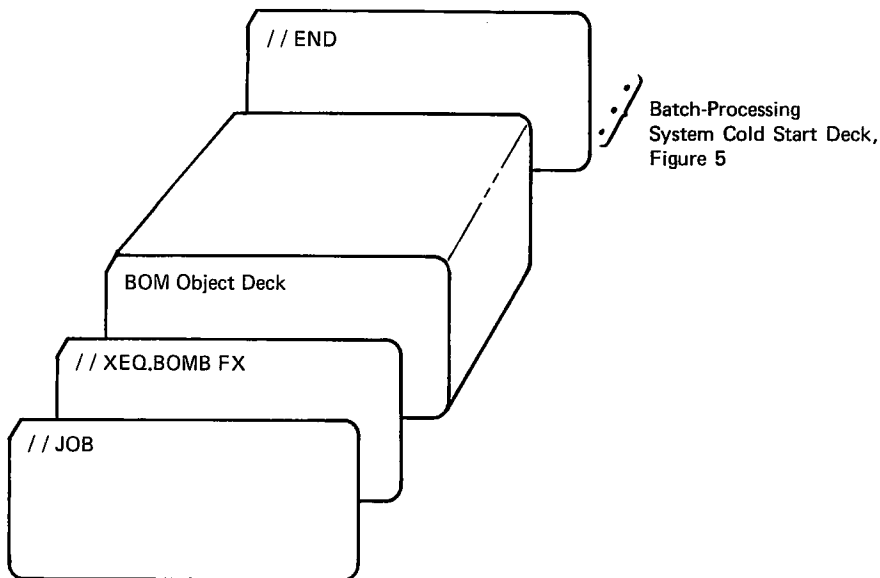 // END
Batch-Processing
System Cold Start Deck,
Figure 5
BOM Object Deck
// XEQ.BOMB FX
// JOB